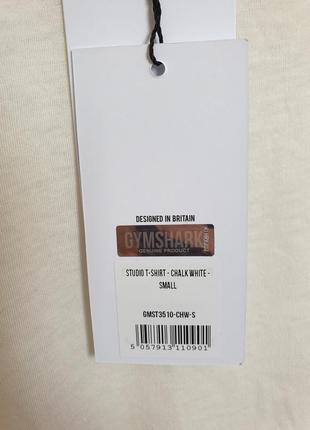 DESIGNED IN BRITAIN
GYMSHARK
GENUINE PRODUCT
STUDIO T-SHIRT - CHALK WHITE -
SMALL
GMST3510-CHW-S
5 057913 110901